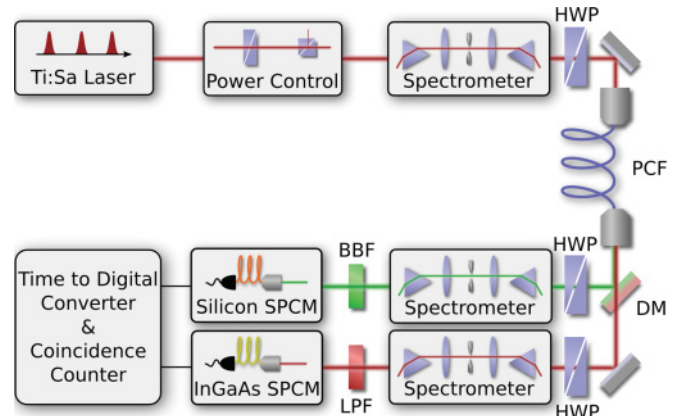 HWP
Ti:Sa Laser
Power Control
Spectrometer
PCF
BBF
HWP
Time to Digital
Converter
&
Coincidence
Counter
Silicon SPCM
Spectrometer
DM
InGaAs SPCM
LPF
Spectrometer
HWP